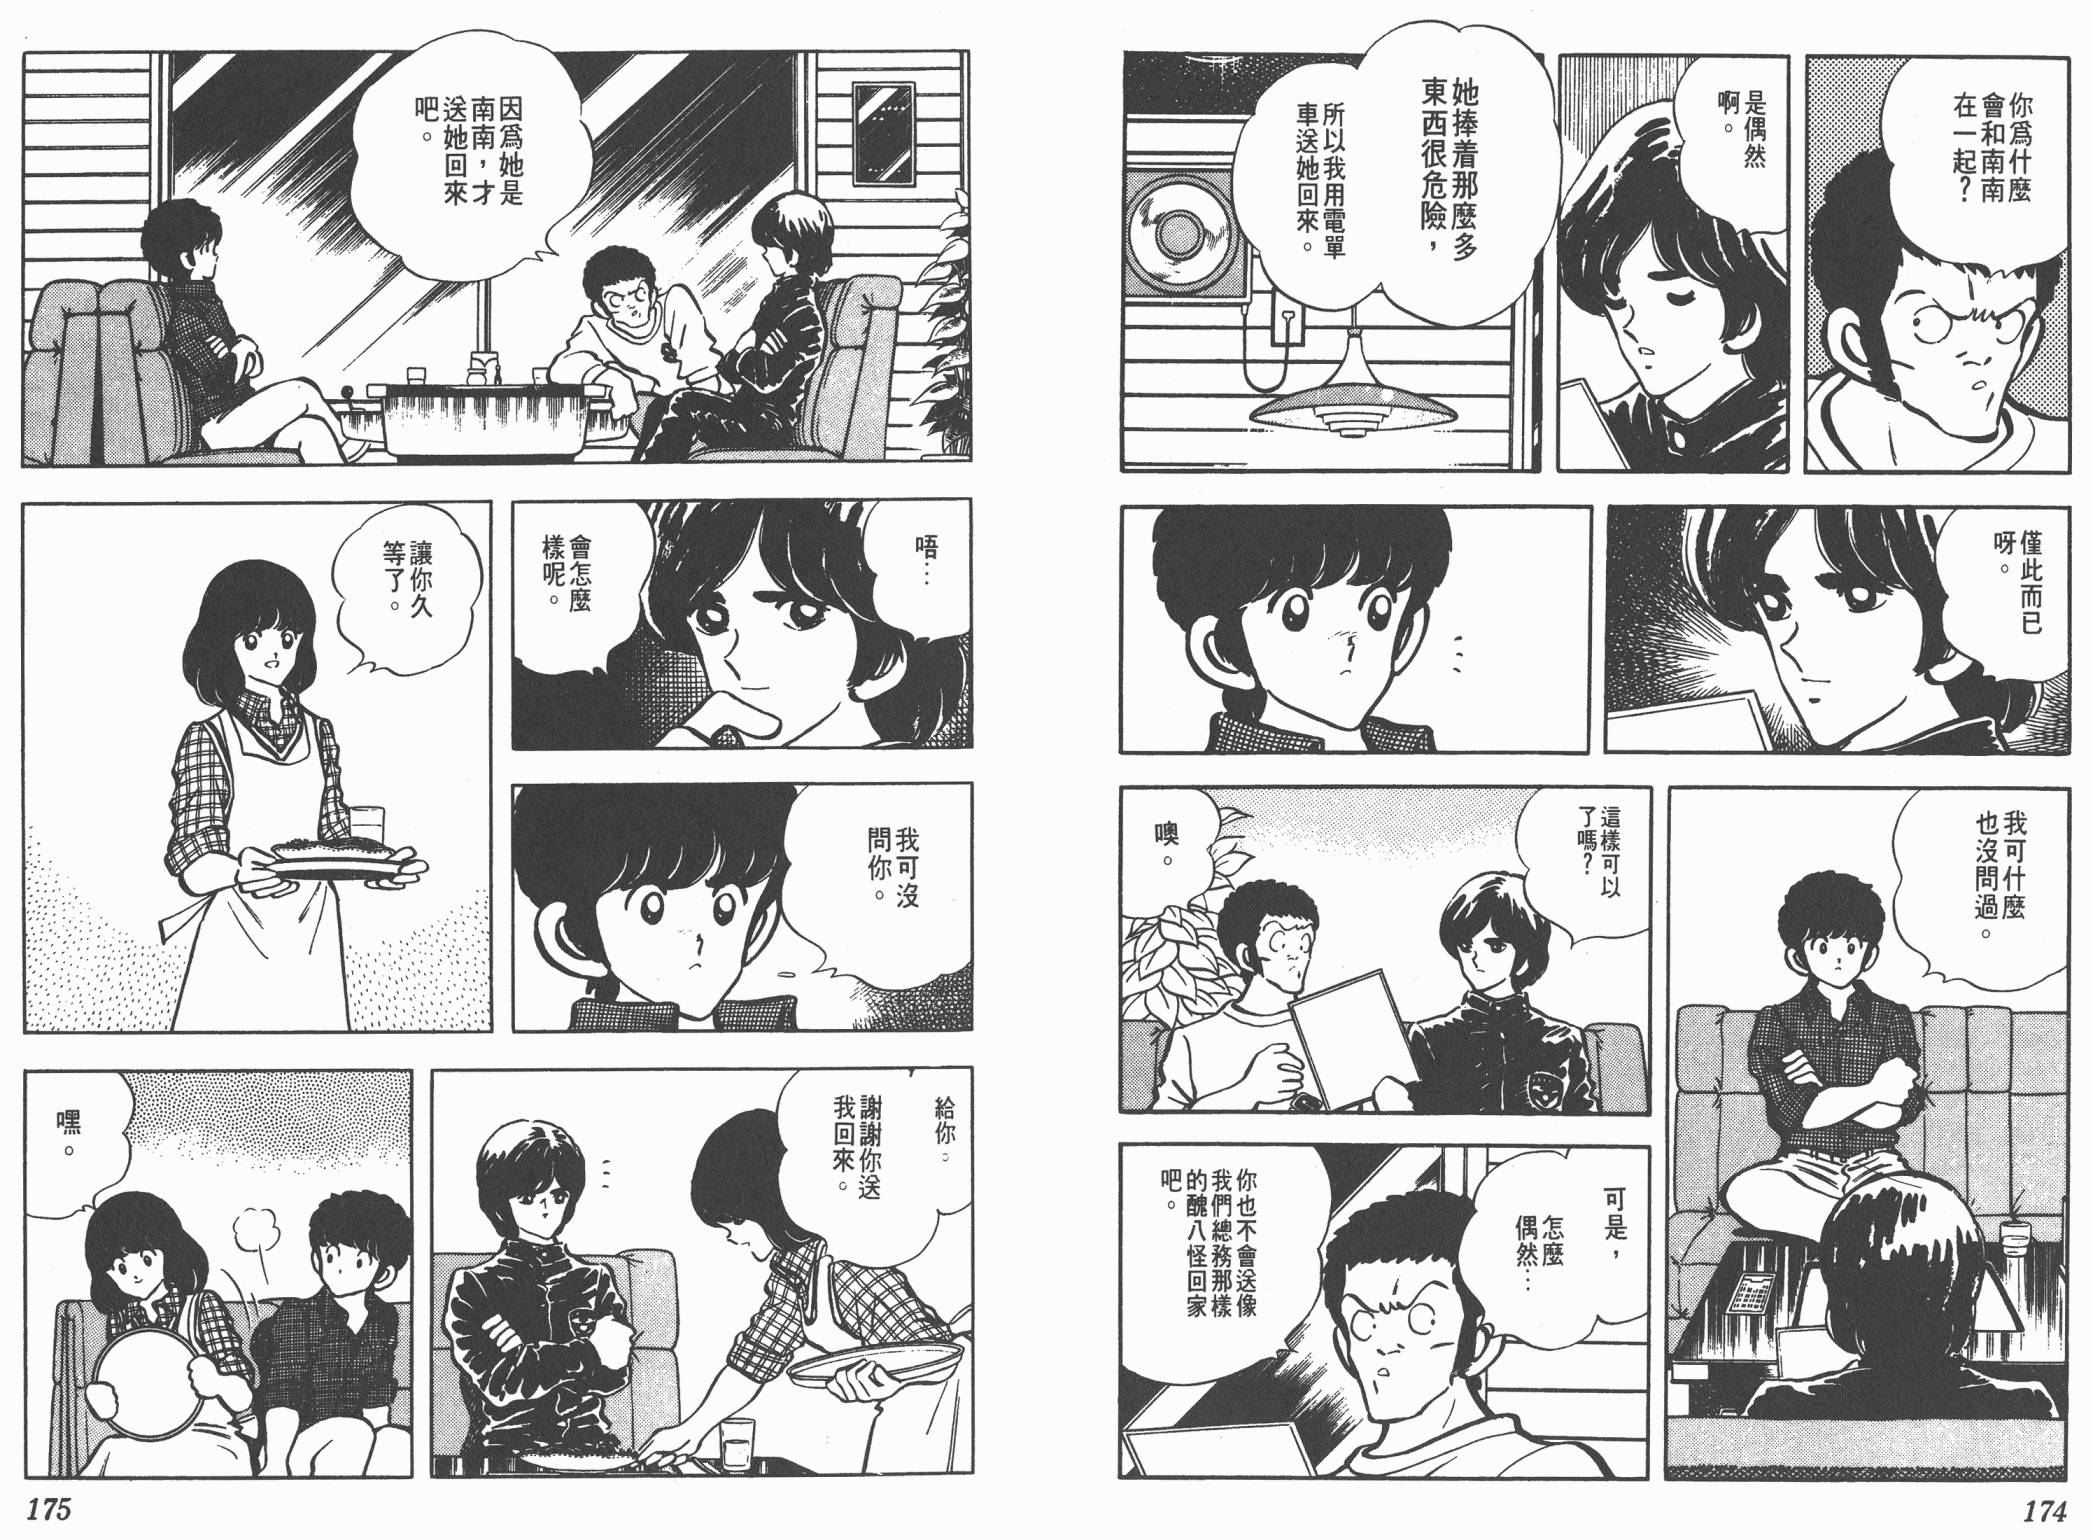 你爲什麼
會和南南
在一起?
是偶然
啊。
她捧着那麼多
東西很危險，
所以我用電單
車送她回來。
僅此而已
呀。
我可什麼
也沒問過。
這樣可以
了嗎?
噢。
可是，
怎麼
偶然…
你也不會送像
我們總務那樣
的醜八怪回家
吧。
174
因爲她是
南南，才
送她回來
吧。
唔…
會怎麼
樣呢。
我可沒
問你。
讓你久
等了。
給你。
謝謝你送
我回來。
嘿。
175